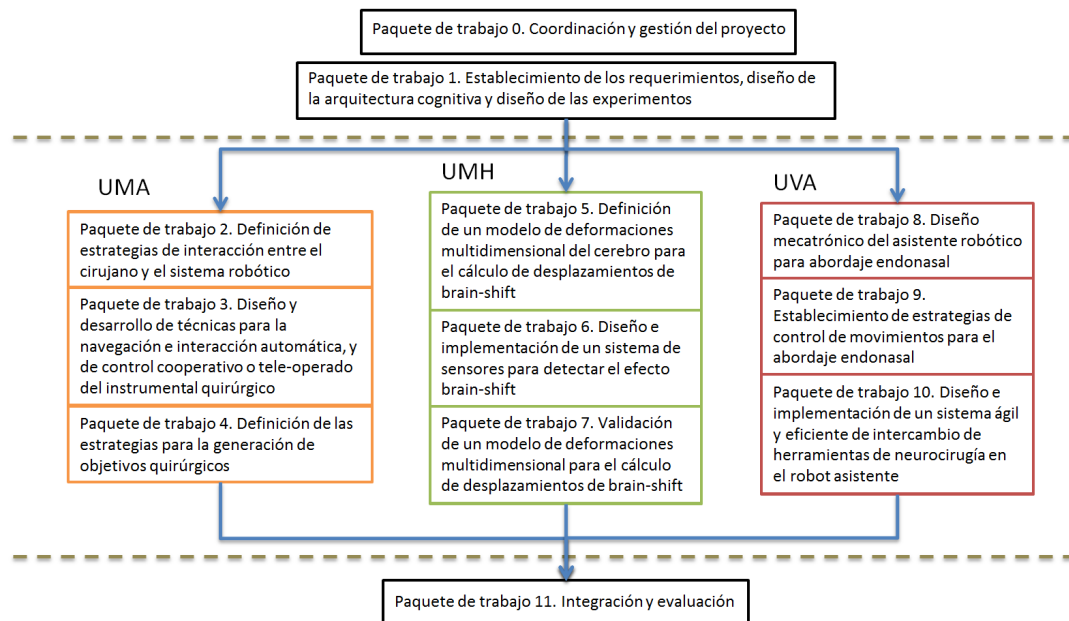 Paquete de trabajo 0. Coordinación y gestión del proyecto
Paquete de trabajo 1. Establecimiento de los requerimientos, diseño de
la arquitectura cognitiva y diseño de las experimentos
UMA
Paquete de trabajo 2. Definición de
estrategias de interacción entre el
cirujano y el sistema robótico
Paquete de trabajo 3. Diseño y
desarrollo de técnicas para la
navegación e interacción automática, y
de control cooperativo o tele-operado
del instrumental quirúrgico
Paquete de trabajo 4. Definición de las
estrategias para la generación de
objetivos quirúrgicos
UMH
Paquete de trabajo 5. Definición
de un modelo de deformaciones
multidimensional del cerebro para
el cálculo de desplazamientos de
brain-shift
Paquete de trabajo 6. Diseño e
implementación de un sistema de
sensores para detectar el efecto
brain-shift
Paquete de trabajo 7. Validación
de un modelo de deformaciones
multidimensional para el cálculo
de desplazamientos de brain-shift
UVA
Paquete de trabajo 8. Diseño
mecatrónico del asistente robótico
para abordaje endonasal
Paquete de trabajo 9.
Establecimiento de estrategias de
control de movimientos para el
abordaje endonasal
Paquete de trabajo 10. Diseño e
implementación de un sistema ágil
y eficiente de intercambio de
herramientas de neurocirugía en
el robot asistente
Paquete de trabajo 11. Integración y evaluación